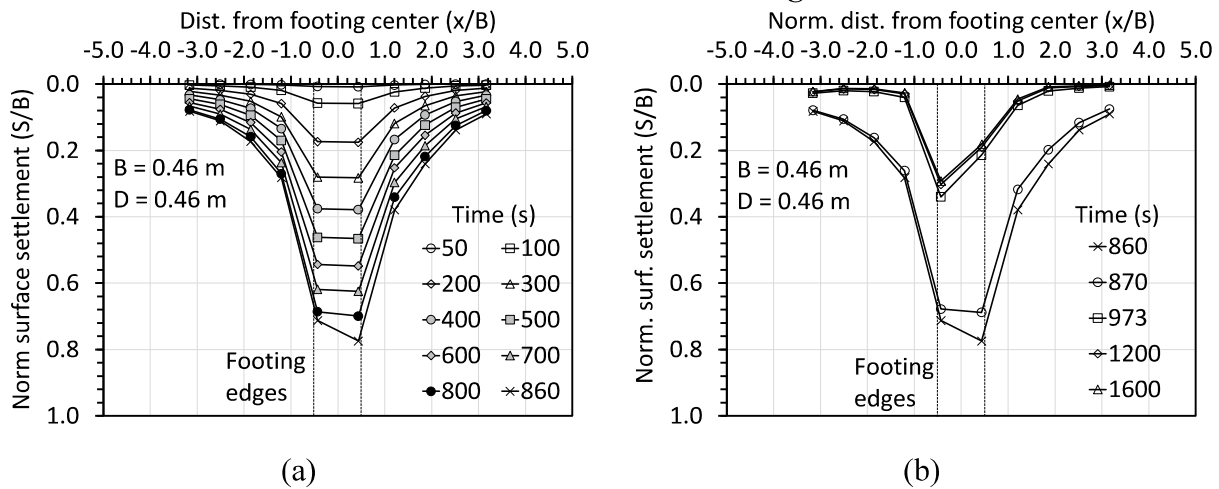 Dist. from footing center (x/B)
-5.0 -4.0 -3.0 -2.0 -1.0 0.0 1.0 2.0 3.0 4.0 5.0
0.0
0.2
0.4
0.6
0.8
1.0
Norm surface settlement (S/B)
B = 0.46 m
D = 0.46 m
Time (s)
50 100
200 300
400 500
600 700
800 860
Footing
edges
(a)
Norm. dist. from footing center (x/B)
-5.0 -4.0 -3.0 -2.0 -1.0 0.0 1.0 2.0 3.0 4.0 5.0
0.0
0.2
0.4
0.6
0.8
1.0
Norm. surf. settlement (S/B)
B = 0.46 m
D = 0.46 m
Time (s)
860
870
973
1200
1600
Footing
edges
(b)